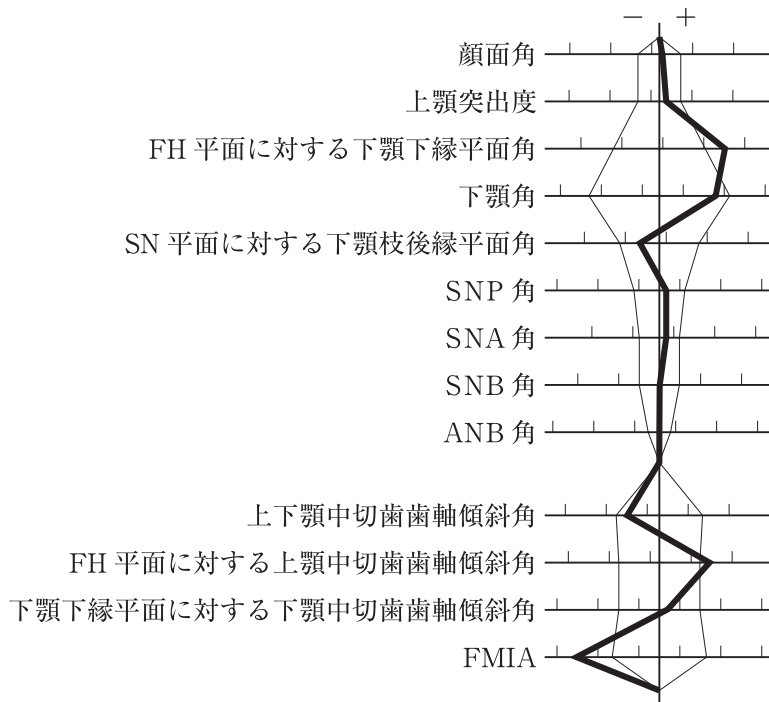 − +
顔面角
上顎突出度
FH 平面に対する下顎下縁平面角
下顎角
SN 平面に対する下顎枝後縁平面角
SNP 角
SNA 角
SNB 角
ANB 角
上下顎中切歯歯軸傾斜角
FH 平面に対する上顎中切歯歯軸傾斜角
下顎下縁平面に対する下顎中切歯歯軸傾斜角
FMIA